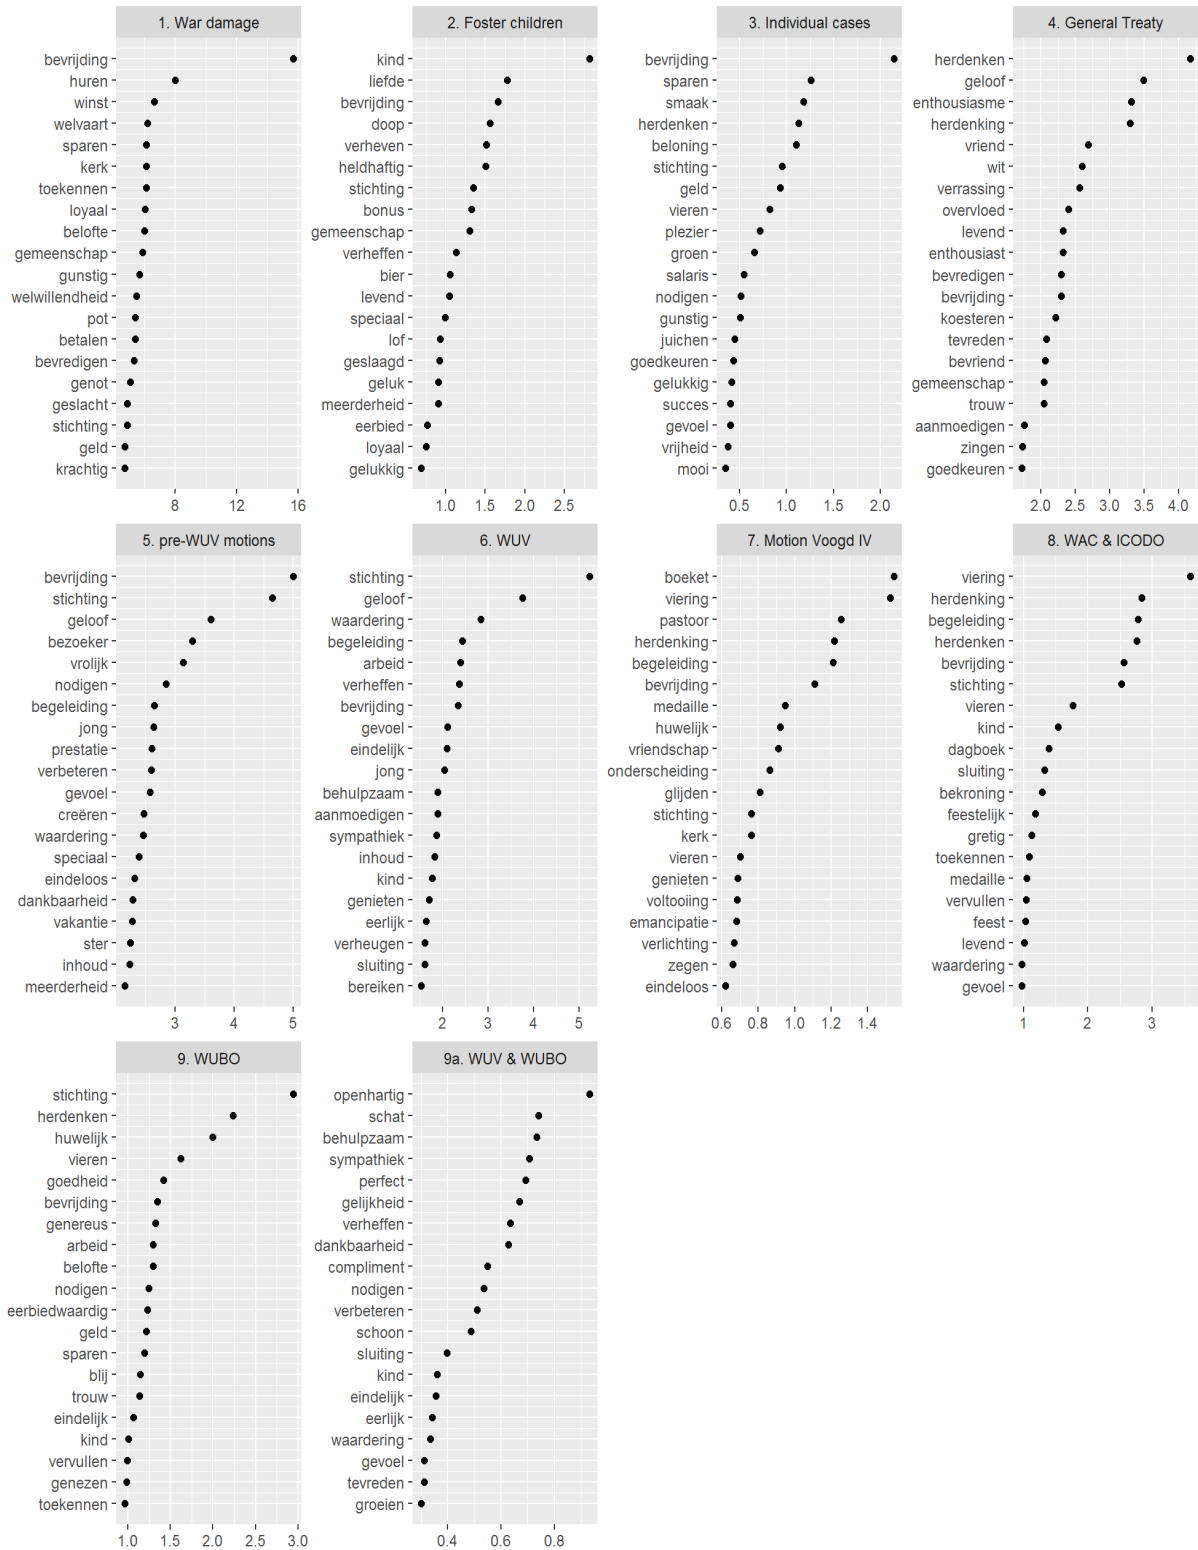 1. War damage
bevrijding
huren
winst
welvaart
sparen
kerk
toekennen
loyaal
belofte
gemeenschap
gunstig
welwillendheid
pot
betalen
bevredigen
genot
geslacht
stichting
geld
krachtig
8 12 16
2. Foster children
kind
liefde
bevrijding
doop
verheven
heldhaftig
stichting
bonus
gemeenschap
verheffen
bier
levend
speciaal
lof
geslaagd
geluk
meerderheid
eerbied
loyaal
gelukkig
1.0 1.5 2.0 2.5
3. Individual cases
bevrijding
sparen
smaak
herdenken
beloning
stichting
geld
vieren
plezier
groen
salaris
nodigen
gunstig
juichen
goedkeuren
gelukkig
succes
gevoel
vrijheid
mooi
0.5 1.0 1.5 2.0
4. General Treaty
herdenken
geloof
enthousiasme
herdenking
vriend
wit
verrassing
overvloed
levend
enthousiast
bevredigen
bevrijding
koesteren
tevreden
bevriend
gemeenschap
trouw
aanmoedigen
zingen
goedkeuren
2.0 2.5 3.0 3.5 4.0
5. pre-WUV motions
bevrijding
stichting
geloof
bezoeker
vrolijk
nodigen
begeleiding
jong
prestatie
verbeteren
gevoel
creëren
waardering
speciaal
eindeloos
dankbaarheid
vakantie
ster
inhoud
meerderheid
3 4 5
6. WUV
stichting
geloof
waardering
begeleiding
arbeid
verheffen
bevrijding
gevoel
eindelijk
jong
behulpzaam
aanmoedigen
sympathiek
inhoud
kind
genieten
eerlijk
verheugen
sluiting
bereiken
2 3 4 5
7. Motion Voogd IV
boeket
viering
pastoor
herdenking
begeleiding
bevrijding
medaille
huwelijk
vriendschap
onderscheiding
glijden
stichting
kerk
vieren
genieten
voltooiing
emancipatie
verlichting
zegen
eindeloos
0.6 0.8 1.0 1.2 1.4
8. WAC & ICODO
viering
herdenking
begeleiding
herdenken
bevrijding
stichting
vieren
kind
dagboek
sluiting
bekroning
feestelijk
gretig
toekennen
medaille
vervullen
feest
levend
waardering
gevoel
1 2 3
9. WUBO
stichting
herdenken
huwelijk
vieren
goedheid
bevrijding
genereus
arbeid
belofte
nodigen
eerbiedwaardig
geld
sparen
blij
trouw
eindelijk
kind
vervullen
genezen
toekennen
1.0 1.5 2.0 2.5 3.0
9a. WUV & WUBO
openhartig
schat
behulpzaam
sympathiek
perfect
gelijkheid
verheffen
dankbaarheid
compliment
nodigen
verbeteren
schoon
sluiting
kind
eindelijk
eerlijk
waardering
gevoel
tevreden
groeien
0.4 0.6 0.8